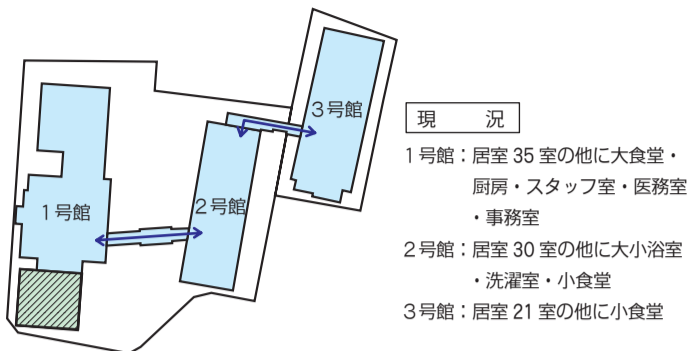 3号館
1号館
2号館
現　況
1号館：居室 35 室の他に大食堂・
厨房・スタッフ室・医務室
・事務室
2号館：居室 30 室の他に大小浴室
・洗濯室・小食堂
3号館：居室 21 室の他に小食堂